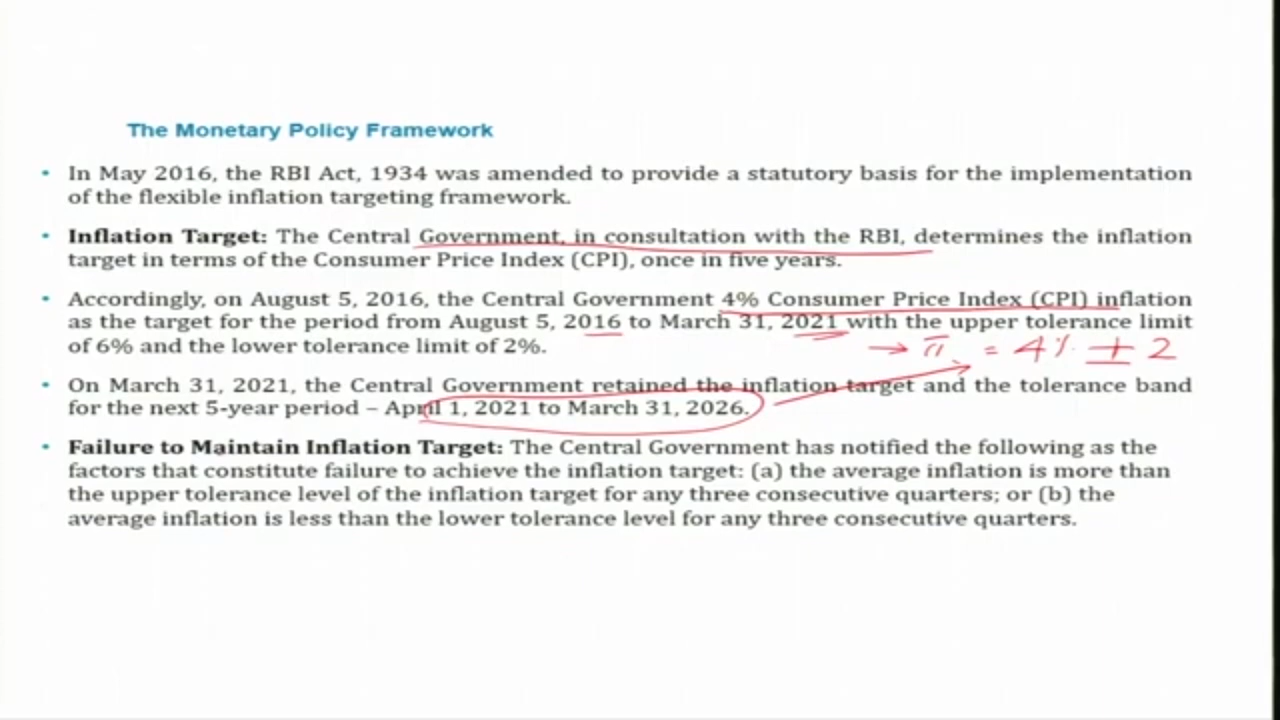 The Monetary Policy Framework
• In May 2016, the RBI Act, 1934 was amended to provide a statutory basis for the implementation
of the flexible inflation targeting framework.
• Inflation Target: The Central Government, in consultation with the RBI, determines the inflation
target in terms of the Consumer Price Index (CPI), once in five years.
• Accordingly, on August 5, 2016, the Central Government 4% Consumer Price Index (CPI) inflation
as the target for the period from August 5, 2016 to March 31, 2021 with the upper tolerance limit
of 6% and the lower tolerance limit of 2%.
→ π = 4% ± 2
• On March 31, 2021, the Central Government retained the inflation target and the tolerance band
for the next 5-year period – April 1, 2021 to March 31, 2026.
• Failure to Maintain Inflation Target: The Central Government has notified the following as the
factors that constitute failure to achieve the inflation target: (a) the average inflation is more than
the upper tolerance level of the inflation target for any three consecutive quarters; or (b) the
average inflation is less than the lower tolerance level for any three consecutive quarters.